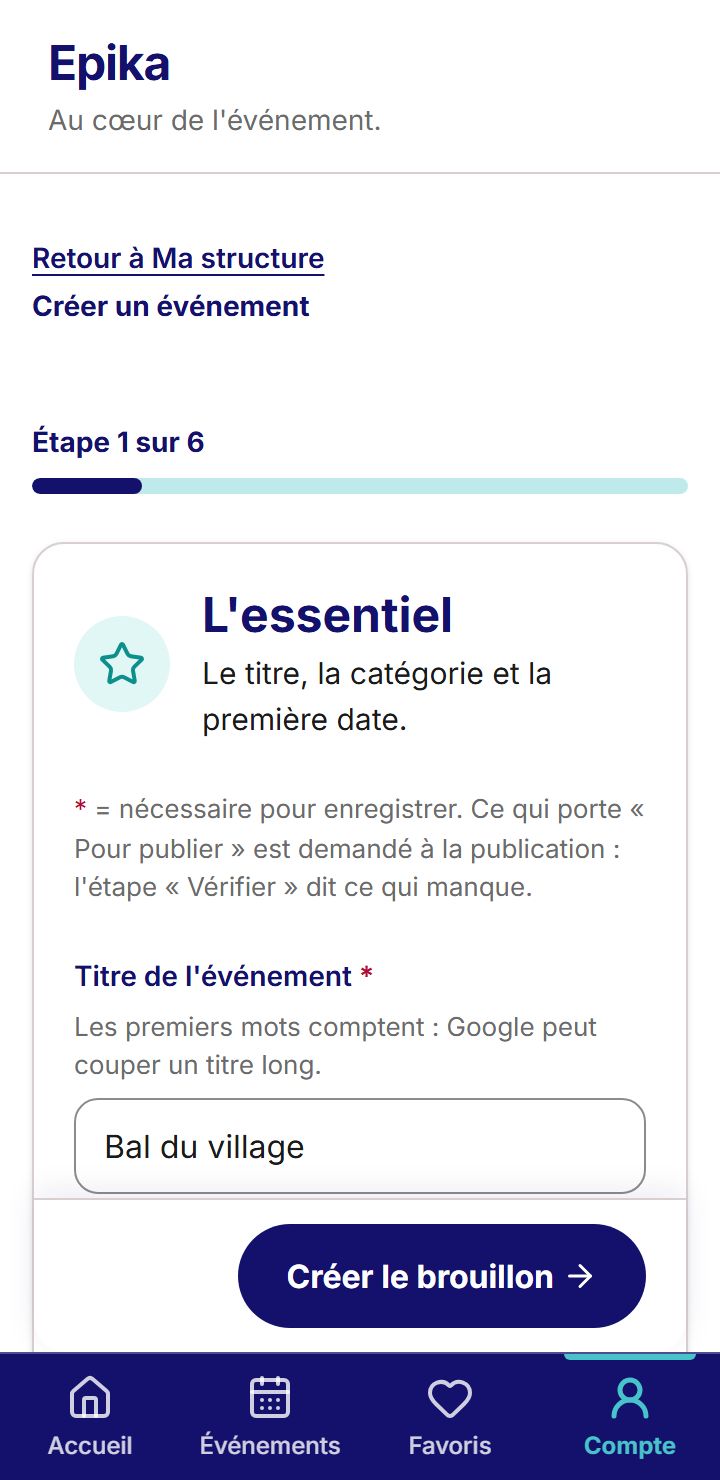 Epika
Au cœur de l'événement.
Retour à Ma structure
Créer un événement
Étape 1 sur 6
L'essentiel
Le titre, la catégorie et la
première date.
* = nécessaire pour enregistrer. Ce qui porte «
Pour publier » est demandé à la publication :
l'étape « Vérifier » dit ce qui manque.
Titre de l'événement *
Les premiers mots comptent : Google peut
couper un titre long.
Bal du village
Créer le brouillon →
Accueil
Événements
Favoris
Compte